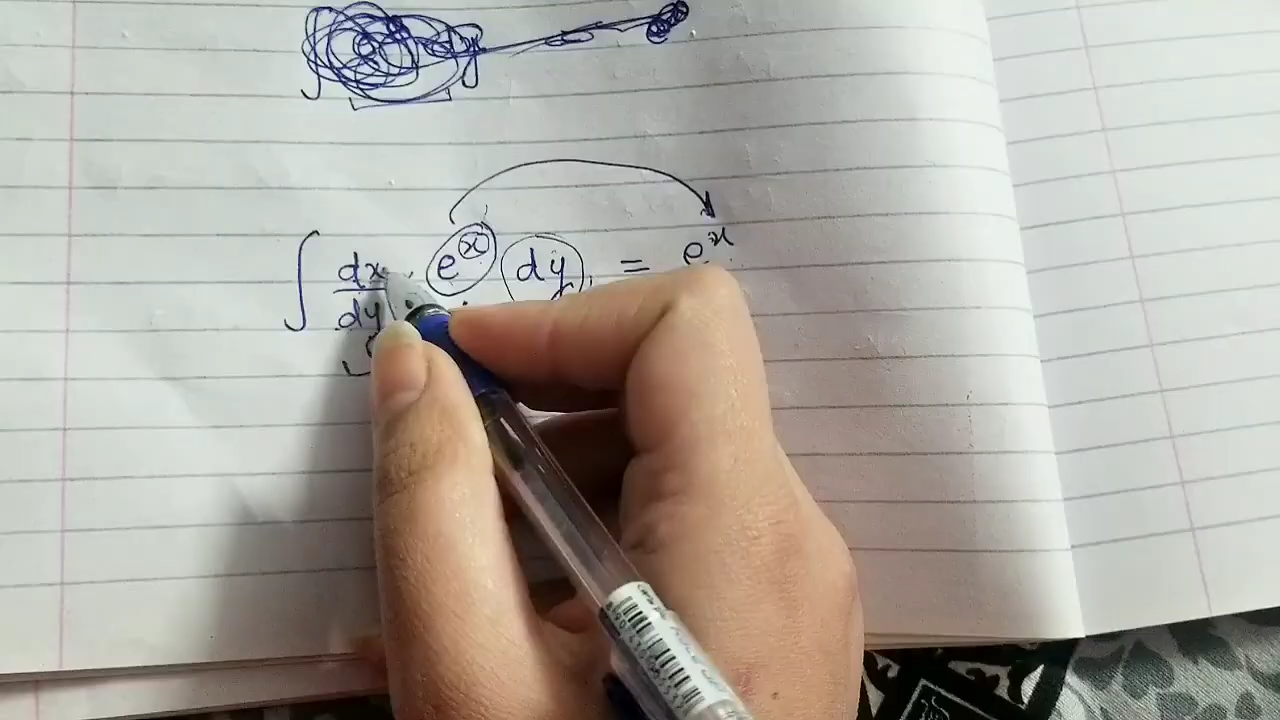 ∫ dx/dy · e^x dy = e^x